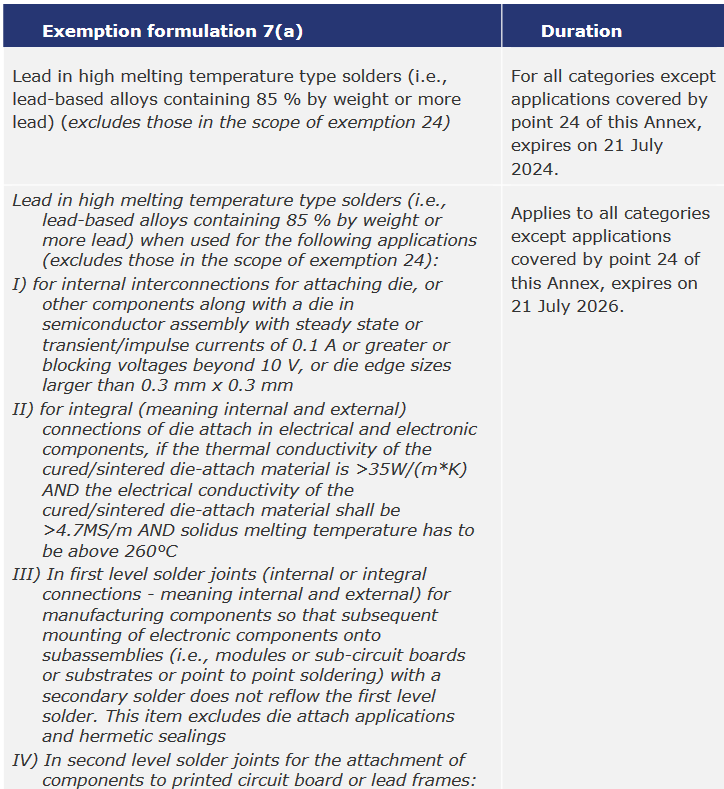 Exemption formulation 7(a)
Duration
Lead in high melting temperature type solders (i.e.,
lead-based alloys containing 85 % by weight or more
lead) (excludes those in the scope of exemption 24)
For all categories except
applications covered by
point 24 of this Annex,
expires on 21 July
2024.
Lead in high melting temperature type solders (i.e.,
lead-based alloys containing 85 % by weight or
more lead) when used for the following applications
(excludes those in the scope of exemption 24):
I) for internal interconnections for attaching die, or
other components along with a die in
semiconductor assembly with steady state or
transient/impulse currents of 0.1 A or greater or
blocking voltages beyond 10 V, or die edge sizes
larger than 0.3 mm x 0.3 mm
II) for integral (meaning internal and external)
connections of die attach in electrical and electronic
components, if the thermal conductivity of the
cured/sintered die-attach material is >35W/(m*K)
AND the electrical conductivity of the
cured/sintered die-attach material shall be
>4.7MS/m AND solidus melting temperature has to
be above 260°C
III) In first level solder joints (internal or integral
connections - meaning internal and external) for
manufacturing components so that subsequent
mounting of electronic components onto
subassemblies (i.e., modules or sub-circuit boards
or substrates or point to point soldering) with a
secondary solder does not reflow the first level
solder. This item excludes die attach applications
and hermetic sealings
IV) In second level solder joints for the attachment of
components to printed circuit board or lead frames:
Applies to all categories
except applications
covered by point 24 of
this Annex, expires on
21 July 2026.